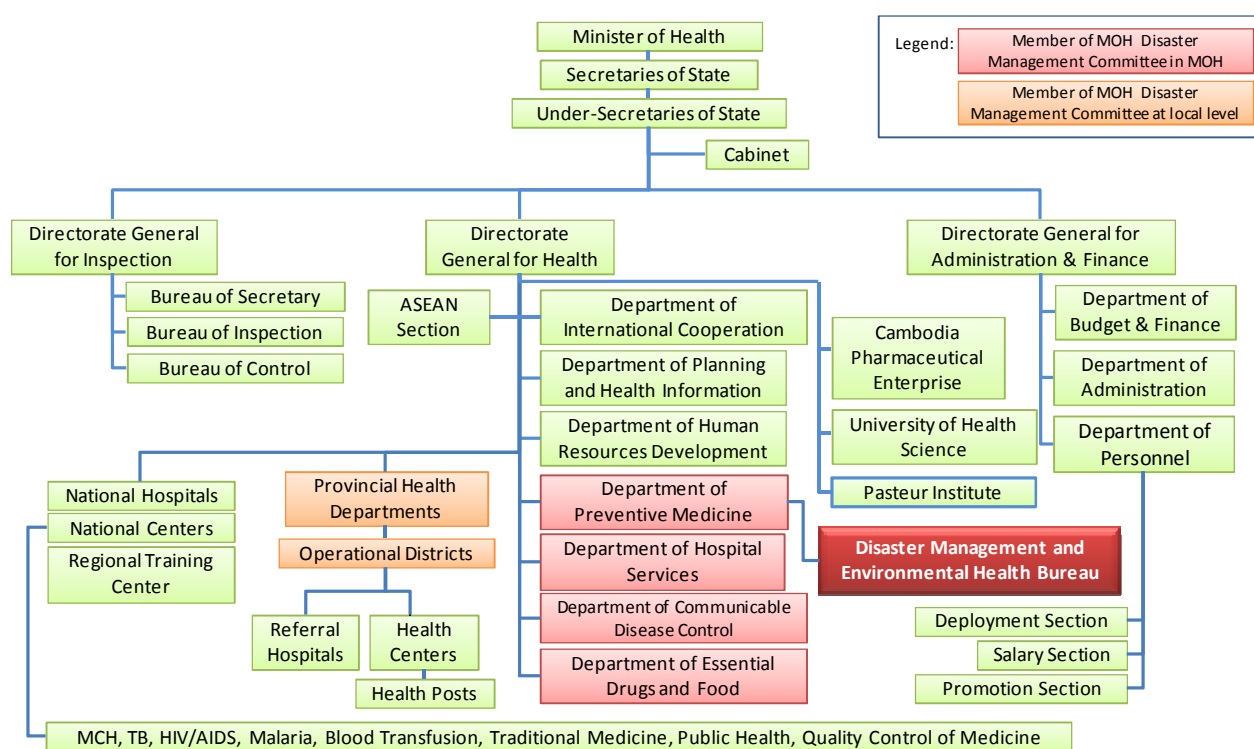 Minister of Health
Secretaries of State
Under-Secretaries of State
Cabinet
Legend:
Member of MOH Disaster
Management Committee in MOH
Member of MOH Disaster
Management Committee at local level
Directorate General
for Inspection
Bureau of Secretary
Bureau of Inspection
Bureau of Control
Directorate
General for Health
ASEAN
Section
Department of
International Cooperation
Department of Planning
and Health Information
Department of Human
Resources Development
Department of
Preventive Medicine
Department of Hospital
Services
Department of Communicable
Disease Control
Department of Essential
Drugs and Food
Cambodia
Pharmaceutical
Enterprise
University of Health
Science
Pasteur Institute
Disaster Management and
Environmental Health Bureau
Directorate General for
Administration & Finance
Department of
Budget & Finance
Department of
Administration
Department of
Personnel
Deployment Section
Salary Section
Promotion Section
National Hospitals
National Centers
Regional Training
Center
Provincial Health
Departments
Operational Districts
Referral
Hospitals
Health
Centers
Health Posts
MCH, TB, HIV/AIDS, Malaria, Blood Transfusion, Traditional Medicine, Public Health, Quality Control of Medicine